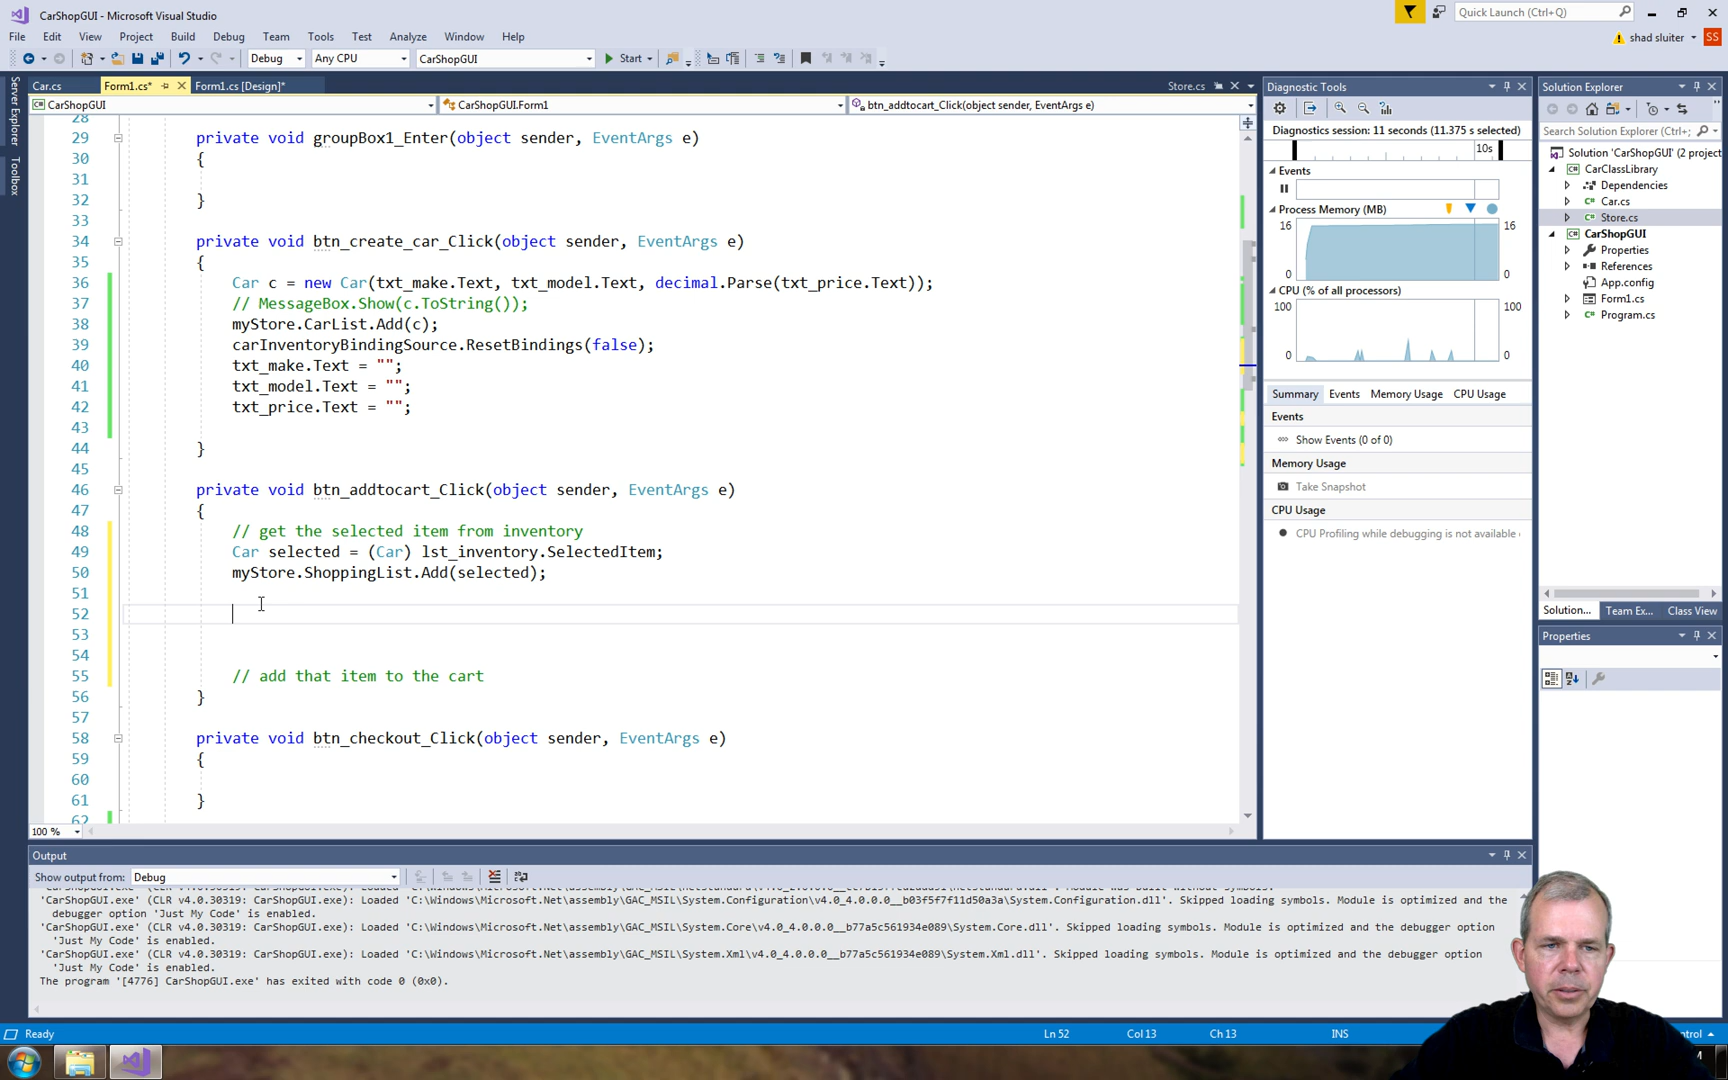 CarShopGUI - Microsoft Visual Studio
Quick Launch (Ctrl+Q)
File Edit View Project Build Debug Team Tools Test Analyze Window Help
shad sluiter SS
Debug Any CPU CarShopGUI Start
Server Explorer
Toolbox
Car.cs Form1.cs* Form1.cs [Design]* Store.cs
CarShopGUI CarShopGUI.Form1 btn_addtocart_Click(object sender, EventArgs e)
28
29 private void groupBox1_Enter(object sender, EventArgs e)
30 {
31
32 }
33
34 private void btn_create_car_Click(object sender, EventArgs e)
35 {
36 Car c = new Car(txt_make.Text, txt_model.Text, decimal.Parse(txt_price.Text));
37 // MessageBox.Show(c.ToString());
38 myStore.CarList.Add(c);
39 carInventoryBindingSource.ResetBindings(false);
40 txt_make.Text = "";
41 txt_model.Text = "";
42 txt_price.Text = "";
43
44 }
45
46 private void btn_addtocart_Click(object sender, EventArgs e)
47 {
48 // get the selected item from inventory
49 Car selected = (Car) lst_inventory.SelectedItem;
50 myStore.ShoppingList.Add(selected);
51
52
53
54
55 // add that item to the cart
56 }
57
58 private void btn_checkout_Click(object sender, EventArgs e)
59 {
60
61 }
62
100 %
Diagnostic Tools
Diagnostics session: 11 seconds (11.375 s selected)
10s
Events
Process Memory (MB)
16 16
0 0
CPU (% of all processors)
100 100
0 0
Summary Events Memory Usage CPU Usage
Events
Show Events (0 of 0)
Memory Usage
Take Snapshot
CPU Usage
CPU Profiling while debugging is not available
Solution Explorer
Search Solution Explorer (Ctrl+;)
Solution 'CarShopGUI' (2 project
CarClassLibrary
Dependencies
Car.cs
Store.cs
CarShopGUI
Properties
References
App.config
Form1.cs
Program.cs
Solution... Team Ex... Class View
Properties
Output
Show output from: Debug
'CarShopGUI.exe' (CLR v4.0.30319: CarShopGUI.exe): Loaded 'C:\Windows\Microsoft.Net\assembly\GAC_MSIL\System.Configuration\v4.0_4.0.0.0__b03f5f7f11d50a3a\System.Configuration.dll'. Skipped loading symbols. Module is optimized and the
debugger option 'Just My Code' is enabled.
'CarShopGUI.exe' (CLR v4.0.30319: CarShopGUI.exe): Loaded 'C:\Windows\Microsoft.Net\assembly\GAC_MSIL\System.Core\v4.0_4.0.0.0__b77a5c561934e089\System.Core.dll'. Skipped loading symbols. Module is optimized and the debugger option
'Just My Code' is enabled.
'CarShopGUI.exe' (CLR v4.0.30319: CarShopGUI.exe): Loaded 'C:\Windows\Microsoft.Net\assembly\GAC_MSIL\System.Xml\v4.0_4.0.0.0__b77a5c561934e089\System.Xml.dll'. Skipped loading symbols. Module is optimized and the debugger option
'Just My Code' is enabled.
The program '[4776] CarShopGUI.exe' has exited with code 0 (0x0).
Ready Ln 52 Col 13 Ch 13 INS